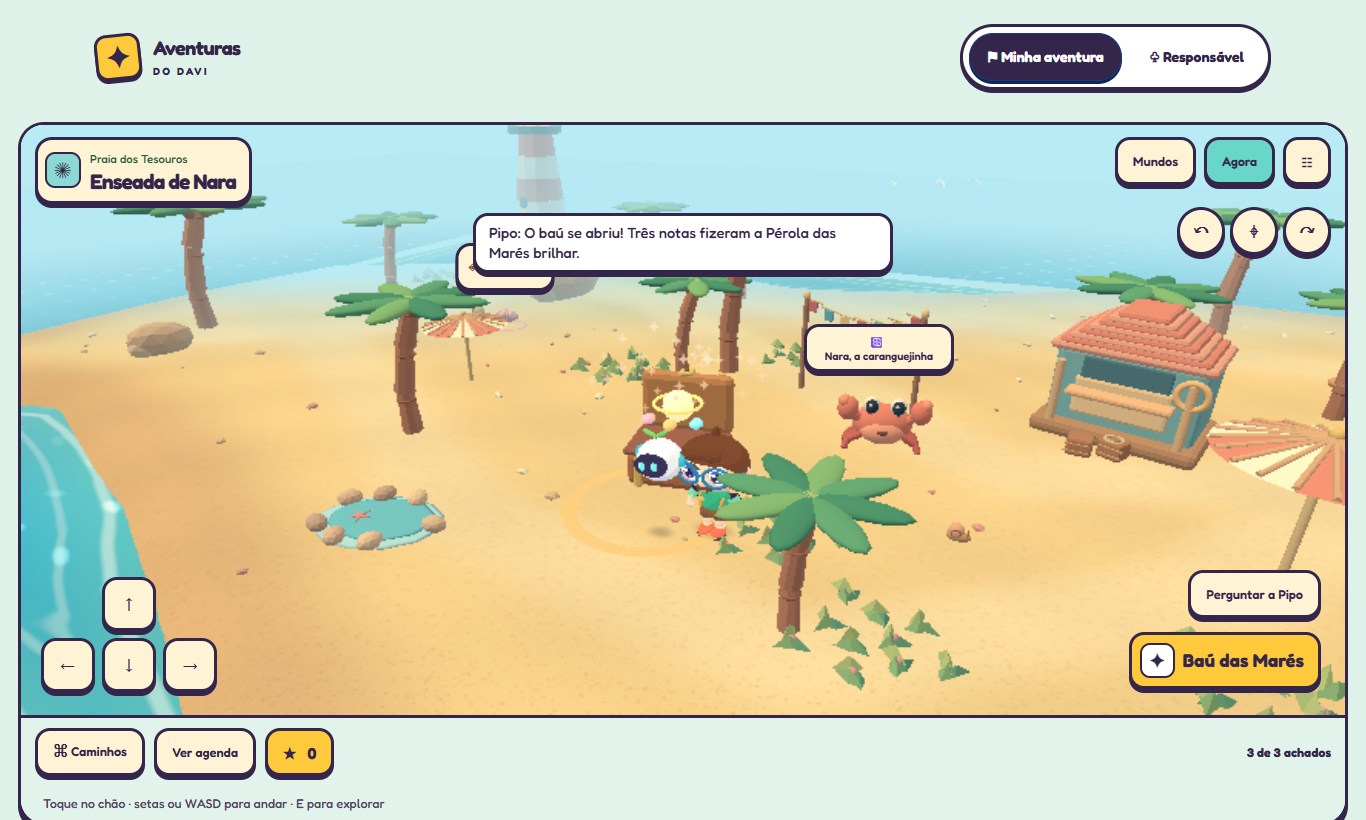 Aventuras
DO DAVI
Minha aventura
Responsável
Praia dos Tesouros
Enseada de Nara
Mundos
Agora
Pipo: O baú se abriu! Três notas fizeram a Pérola das
Marés brilhar.
Nara, a caranguejinha
Perguntar a Pipo
Baú das Marés
Caminhos
Ver agenda
0
3 de 3 achados
Toque no chão · setas ou WASD para andar · E para explorar